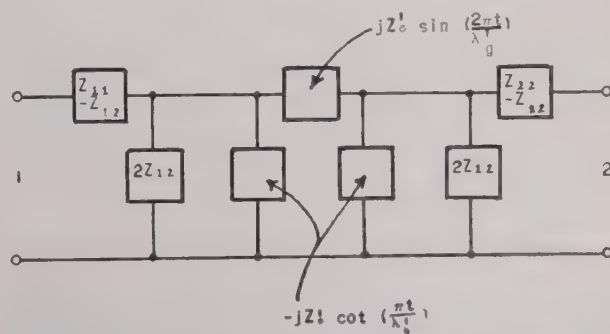 jZ'₀ sin (2πt/λ'g)
Z₁₁
-Z₁₂
Z₂₂
-Z₂₂
2Z₁₂
2Z₁₂
1
2
-jZ'₀ cot (πt/λ'g)